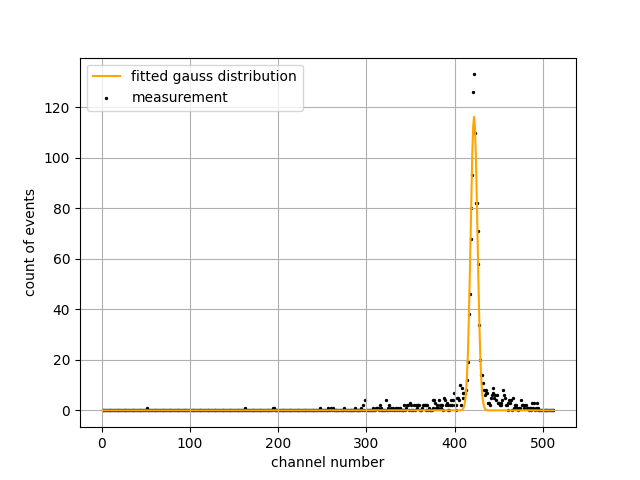 fitted gauss distribution
measurement
120
100
80
60
40
20
0
count of events
0 100 200 300 400 500
channel number